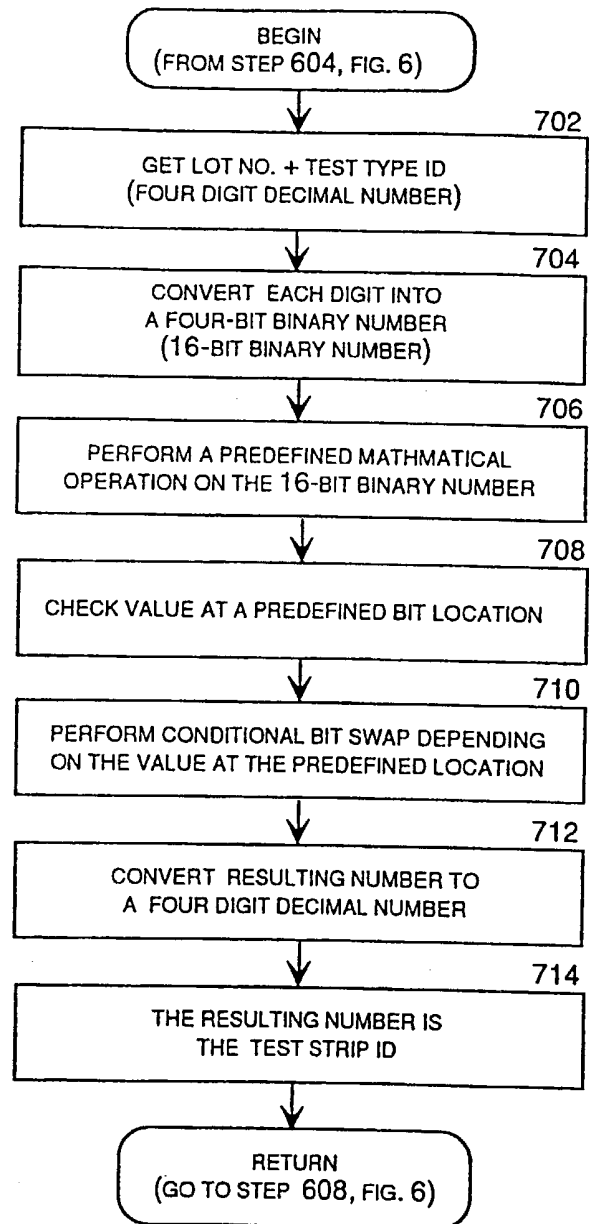 BEGIN
(FROM STEP 604, FIG. 6)
702
GET LOT NO. + TEST TYPE ID
(FOUR DIGIT DECIMAL NUMBER)
704
CONVERT EACH DIGIT INTO
A FOUR-BIT BINARY NUMBER
(16-BIT BINARY NUMBER)
706
PERFORM A PREDEFINED MATHMATICAL
OPERATION ON THE 16-BIT BINARY NUMBER
708
CHECK VALUE AT A PREDEFINED BIT LOCATION
710
PERFORM CONDITIONAL BIT SWAP DEPENDING
ON THE VALUE AT THE PREDEFINED LOCATION
712
CONVERT RESULTING NUMBER TO
A FOUR DIGIT DECIMAL NUMBER
714
THE RESULTING NUMBER IS
THE TEST STRIP ID
RETURN
(GO TO STEP 608, FIG. 6)